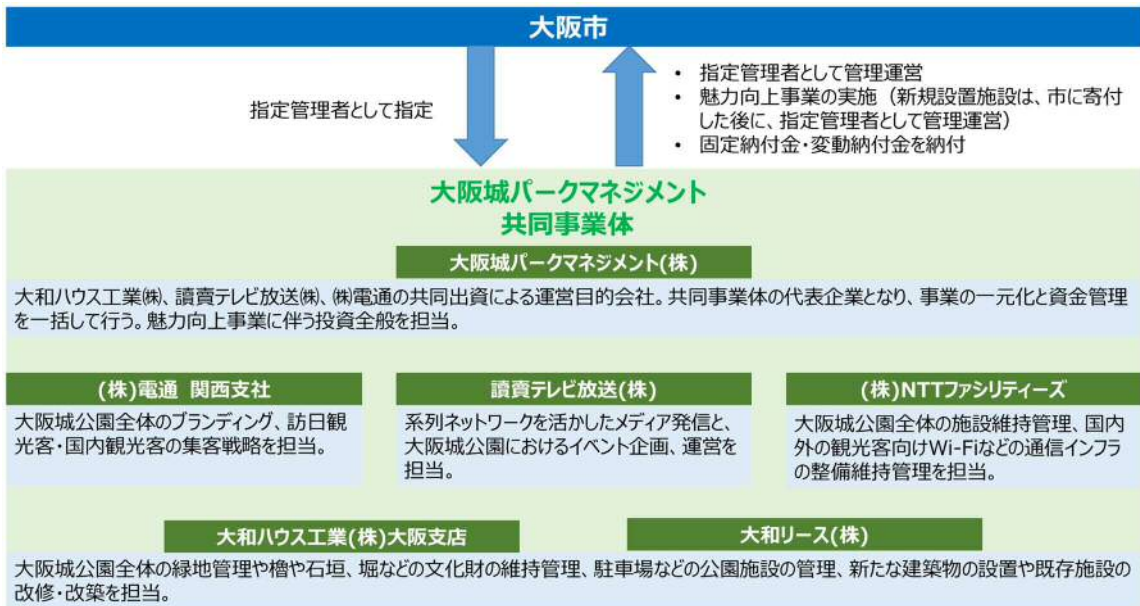 大阪市
指定管理者として指定
• 指定管理者として管理運営
• 魅力向上事業の実施（新規設置施設は、市に寄付
した後に、指定管理者として管理運営）
• 固定納付金・変動納付金を納付
大阪城パークマネジメント
共同事業体
大阪城パークマネジメント(株)
大和ハウス工業㈱、讀賣テレビ放送㈱、㈱電通の共同出資による運営目的会社。共同事業体の代表企業となり、事業の一元化と資金管理
を一括して行う。魅力向上事業に伴う投資全般を担当。
(株)電通 関西支社
大阪城公園全体のブランディング、訪日観
光客・国内観光客の集客戦略を担当。
讀賣テレビ放送(株)
系列ネットワークを活かしたメディア発信と、
大阪城公園におけるイベント企画、運営を
担当。
(株)NTTファシリティーズ
大阪城公園全体の施設維持管理、国内
外の観光客向けWi-Fiなどの通信インフラ
の整備維持管理を担当。
大和ハウス工業(株)大阪支店
大和リース(株)
大阪城公園全体の緑地管理や櫓や石垣、堀などの文化財の維持管理、駐車場などの公園施設の管理、新たな建築物の設置や既存施設の
改修・改築を担当。